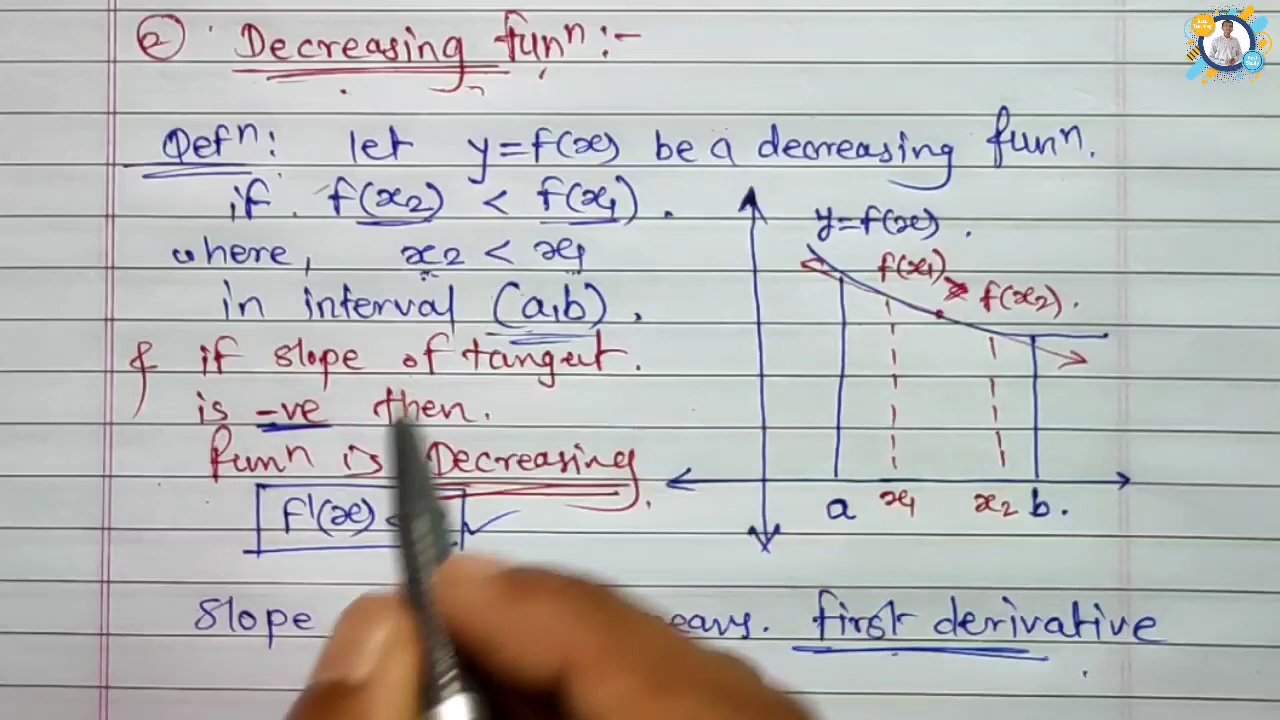 ② Decreasing funⁿ:-
Defⁿ: let y=f(x) be a decreasing funⁿ.
if f(x₂) < f(x₁).
where, x₂ < x₁
in interval (a,b),
& if slope of tangent.
is -ve then.
funⁿ is Decreasing.
f'(x) <
Slope means. first derivative
y=f(x).
f(x₁) > f(x₂).
a x₁ x₂ b.